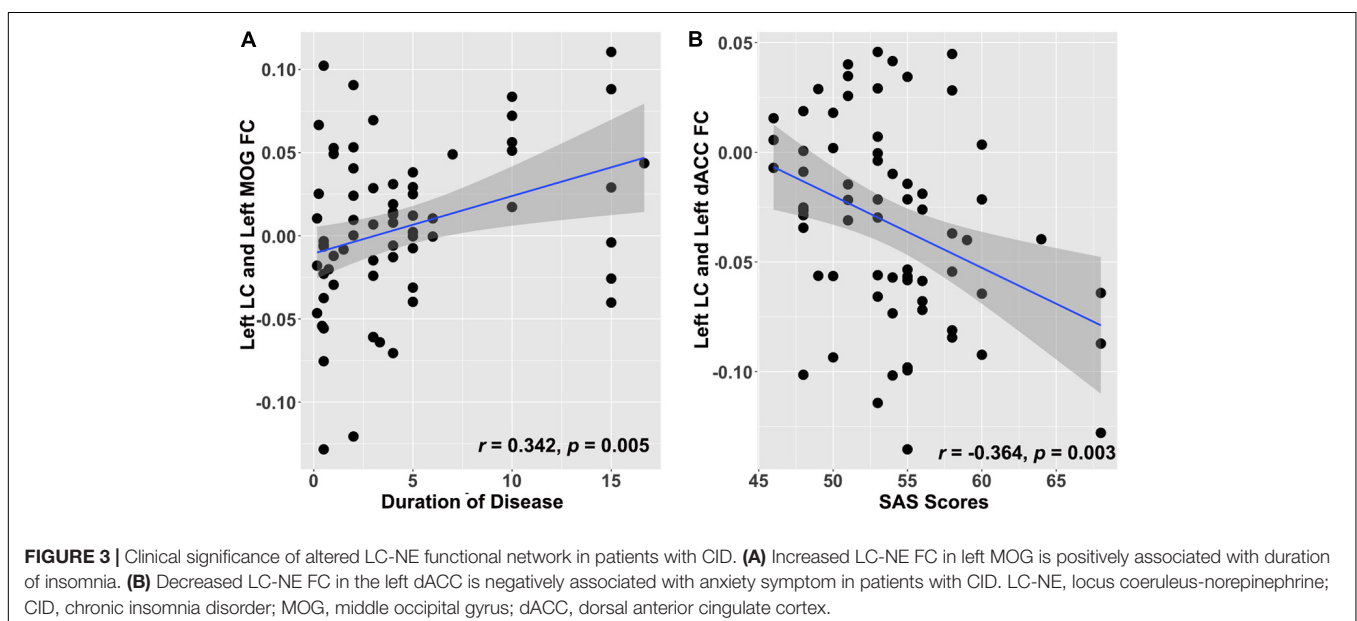 A
B
0.10
0.05
0.00
-0.05
-0.10
Left LC and Left MOG FC
r = 0.342, p = 0.005
0 5 10 15
Duration of Disease
0.05
0.00
-0.05
-0.10
Left LC and Left dACC FC
r = -0.364, p = 0.003
45 50 55 60 65
SAS Scores
FIGURE 3 | Clinical significance of altered LC-NE functional network in patients with CID. (A) Increased LC-NE FC in left MOG is positively associated with duration
of insomnia. (B) Decreased LC-NE FC in the left dACC is negatively associated with anxiety symptom in patients with CID. LC-NE, locus coeruleus-norepinephrine;
CID, chronic insomnia disorder; MOG, middle occipital gyrus; dACC, dorsal anterior cingulate cortex.